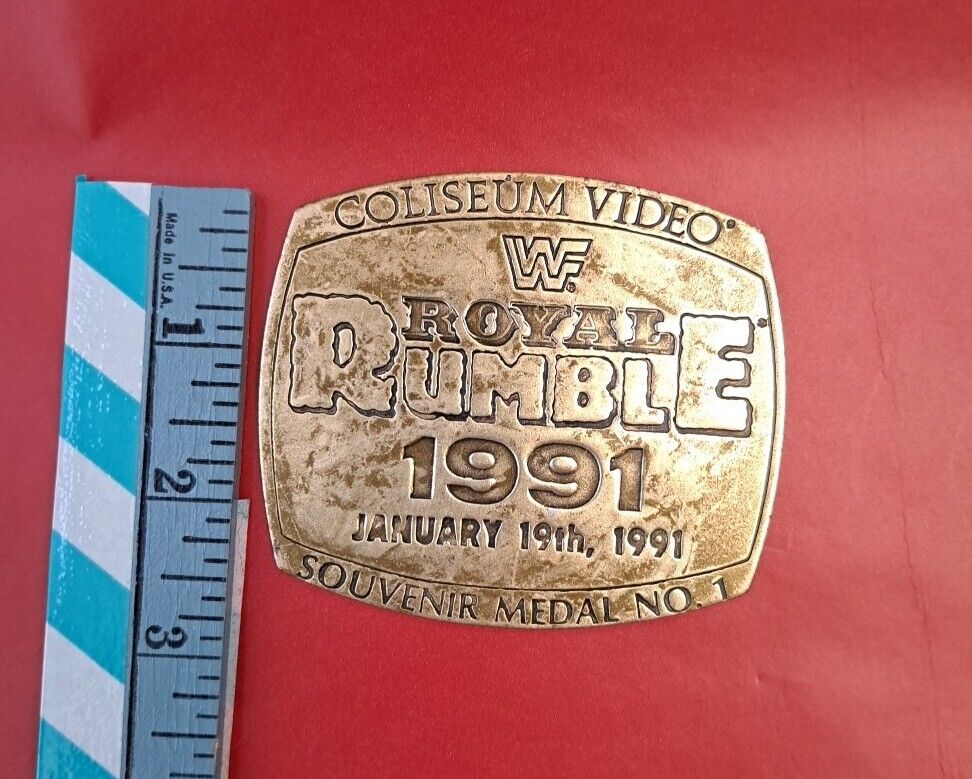 COLISEUM VIDEO®
WF®
ROYAL
RUMBLE®
1991
JANUARY 19th, 1991
SOUVENIR MEDAL NO. 1
Made in U.S.A.
1
2
3